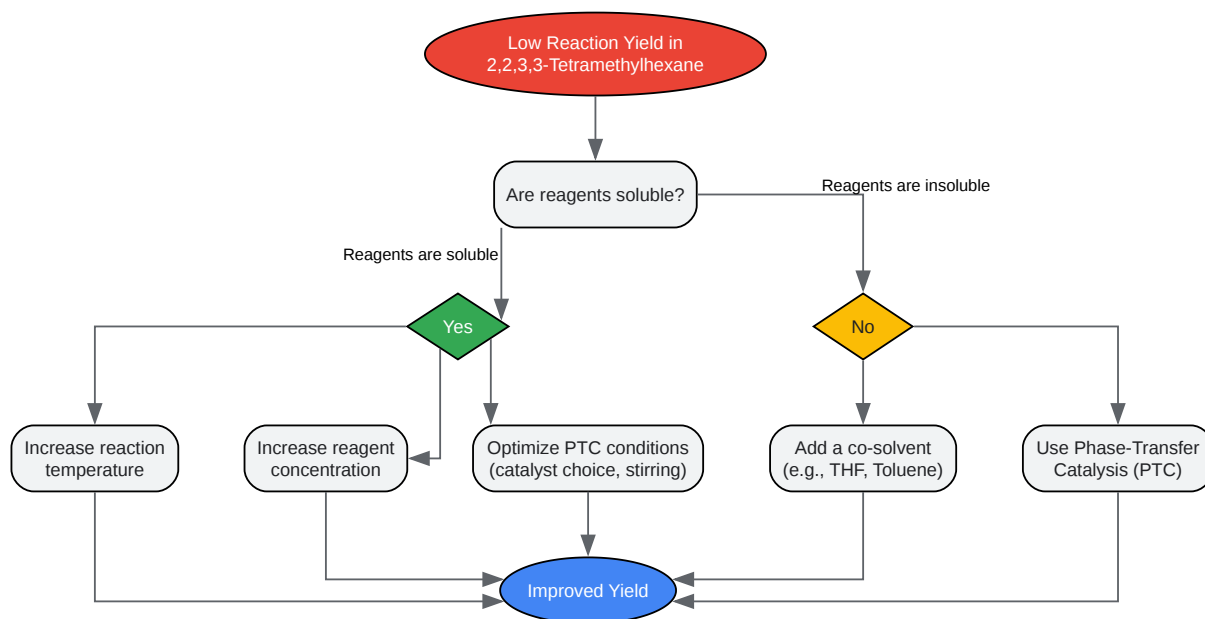 Low Reaction Yield in
2,2,3,3-Tetramethylhexane
Are reagents soluble?
Reagents are insoluble
Reagents are soluble
Yes
No
Increase reaction
temperature
Increase reagent
concentration
Optimize PTC conditions
(catalyst choice, stirring)
Add a co-solvent
(e.g., THF, Toluene)
Use Phase-Transfer
Catalysis (PTC)
Improved Yield